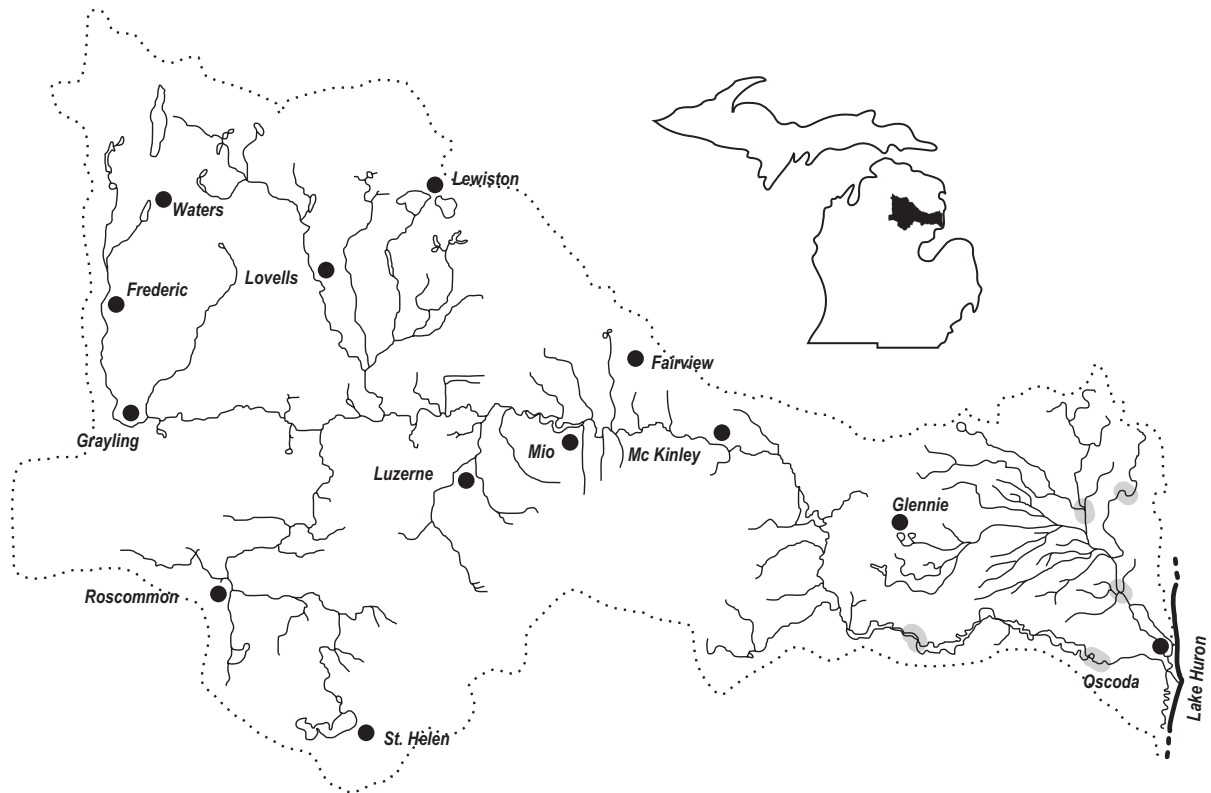 Lewiston
Waters
Lovells
Frederic
Fairview
Grayling
Mio
Mc Kinley
Luzerne
Glennie
Roscommon
Oscoda
Lake Huron
St. Helen